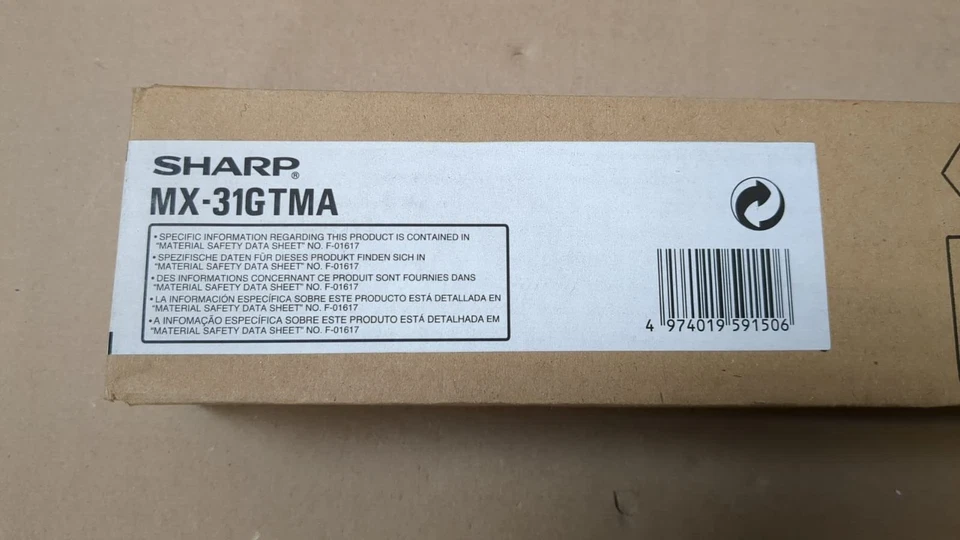 SHARP®
MX-31GTMA
• SPECIFIC INFORMATION REGARDING THIS PRODUCT IS CONTAINED IN
"MATERIAL SAFETY DATA SHEET" NO. F-01617
• SPEZIFISCHE DATEN FÜR DIESES PRODUKT FINDEN SICH IN
"MATERIAL SAFETY DATA SHEET" NO. F-01617
• DES INFORMATIONS CONCERNANT CE PRODUIT SONT FOURNIES DANS
"MATERIAL SAFETY DATA SHEET" NO. F-01617
• LA INFORMACIÓN ESPECÍFICA SOBRE ESTE PRODUCTO ESTÁ DETALLADA EN
"MATERIAL SAFETY DATA SHEET" NO. F-01617
• A INFOMAÇÃO ESPECÍFICA SOBRE ESTE PRODUTO ESTÁ DETALHADA EM
"MATERIAL SAFETY DATA SHEET" NO. F-01617
4 974019 591506